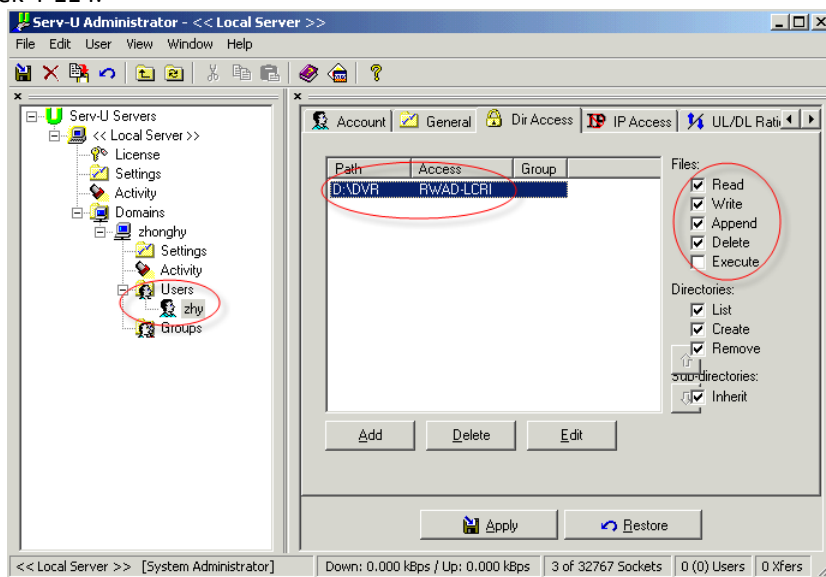 Serv-U Administrator - << Local Server >>
File Edit User View Window Help
Serv-U Servers
<< Local Server >>
License
Settings
Activity
Domains
zhonghy
Settings
Activity
Users
zhy
Groups
Account General Dir Access IP Access UL/DL Rati
Path Access Group
D:\DVR RWAD-LCRI
Files:
Read
Write
Append
Delete
Execute
Directories:
List
Create
Remove
Sub-directories:
Inherit
Add Delete Edit
Apply Restore
<< Local Server >> [System Administrator] Down: 0.000 kBps / Up: 0.000 kBps 3 of 32767 Sockets 0 (0) Users 0 Xfers